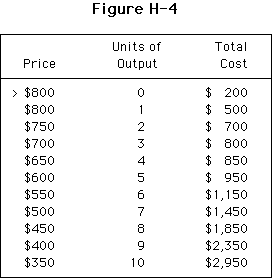 Figure H-4
Units of Total
Price Output Cost
> $800 0 $ 200
$800 1 $ 500
$750 2 $ 700
$700 3 $ 800
$650 4 $ 850
$600 5 $ 950
$550 6 $1,150
$500 7 $1,450
$450 8 $1,850
$400 9 $2,350
$350 10 $2,950